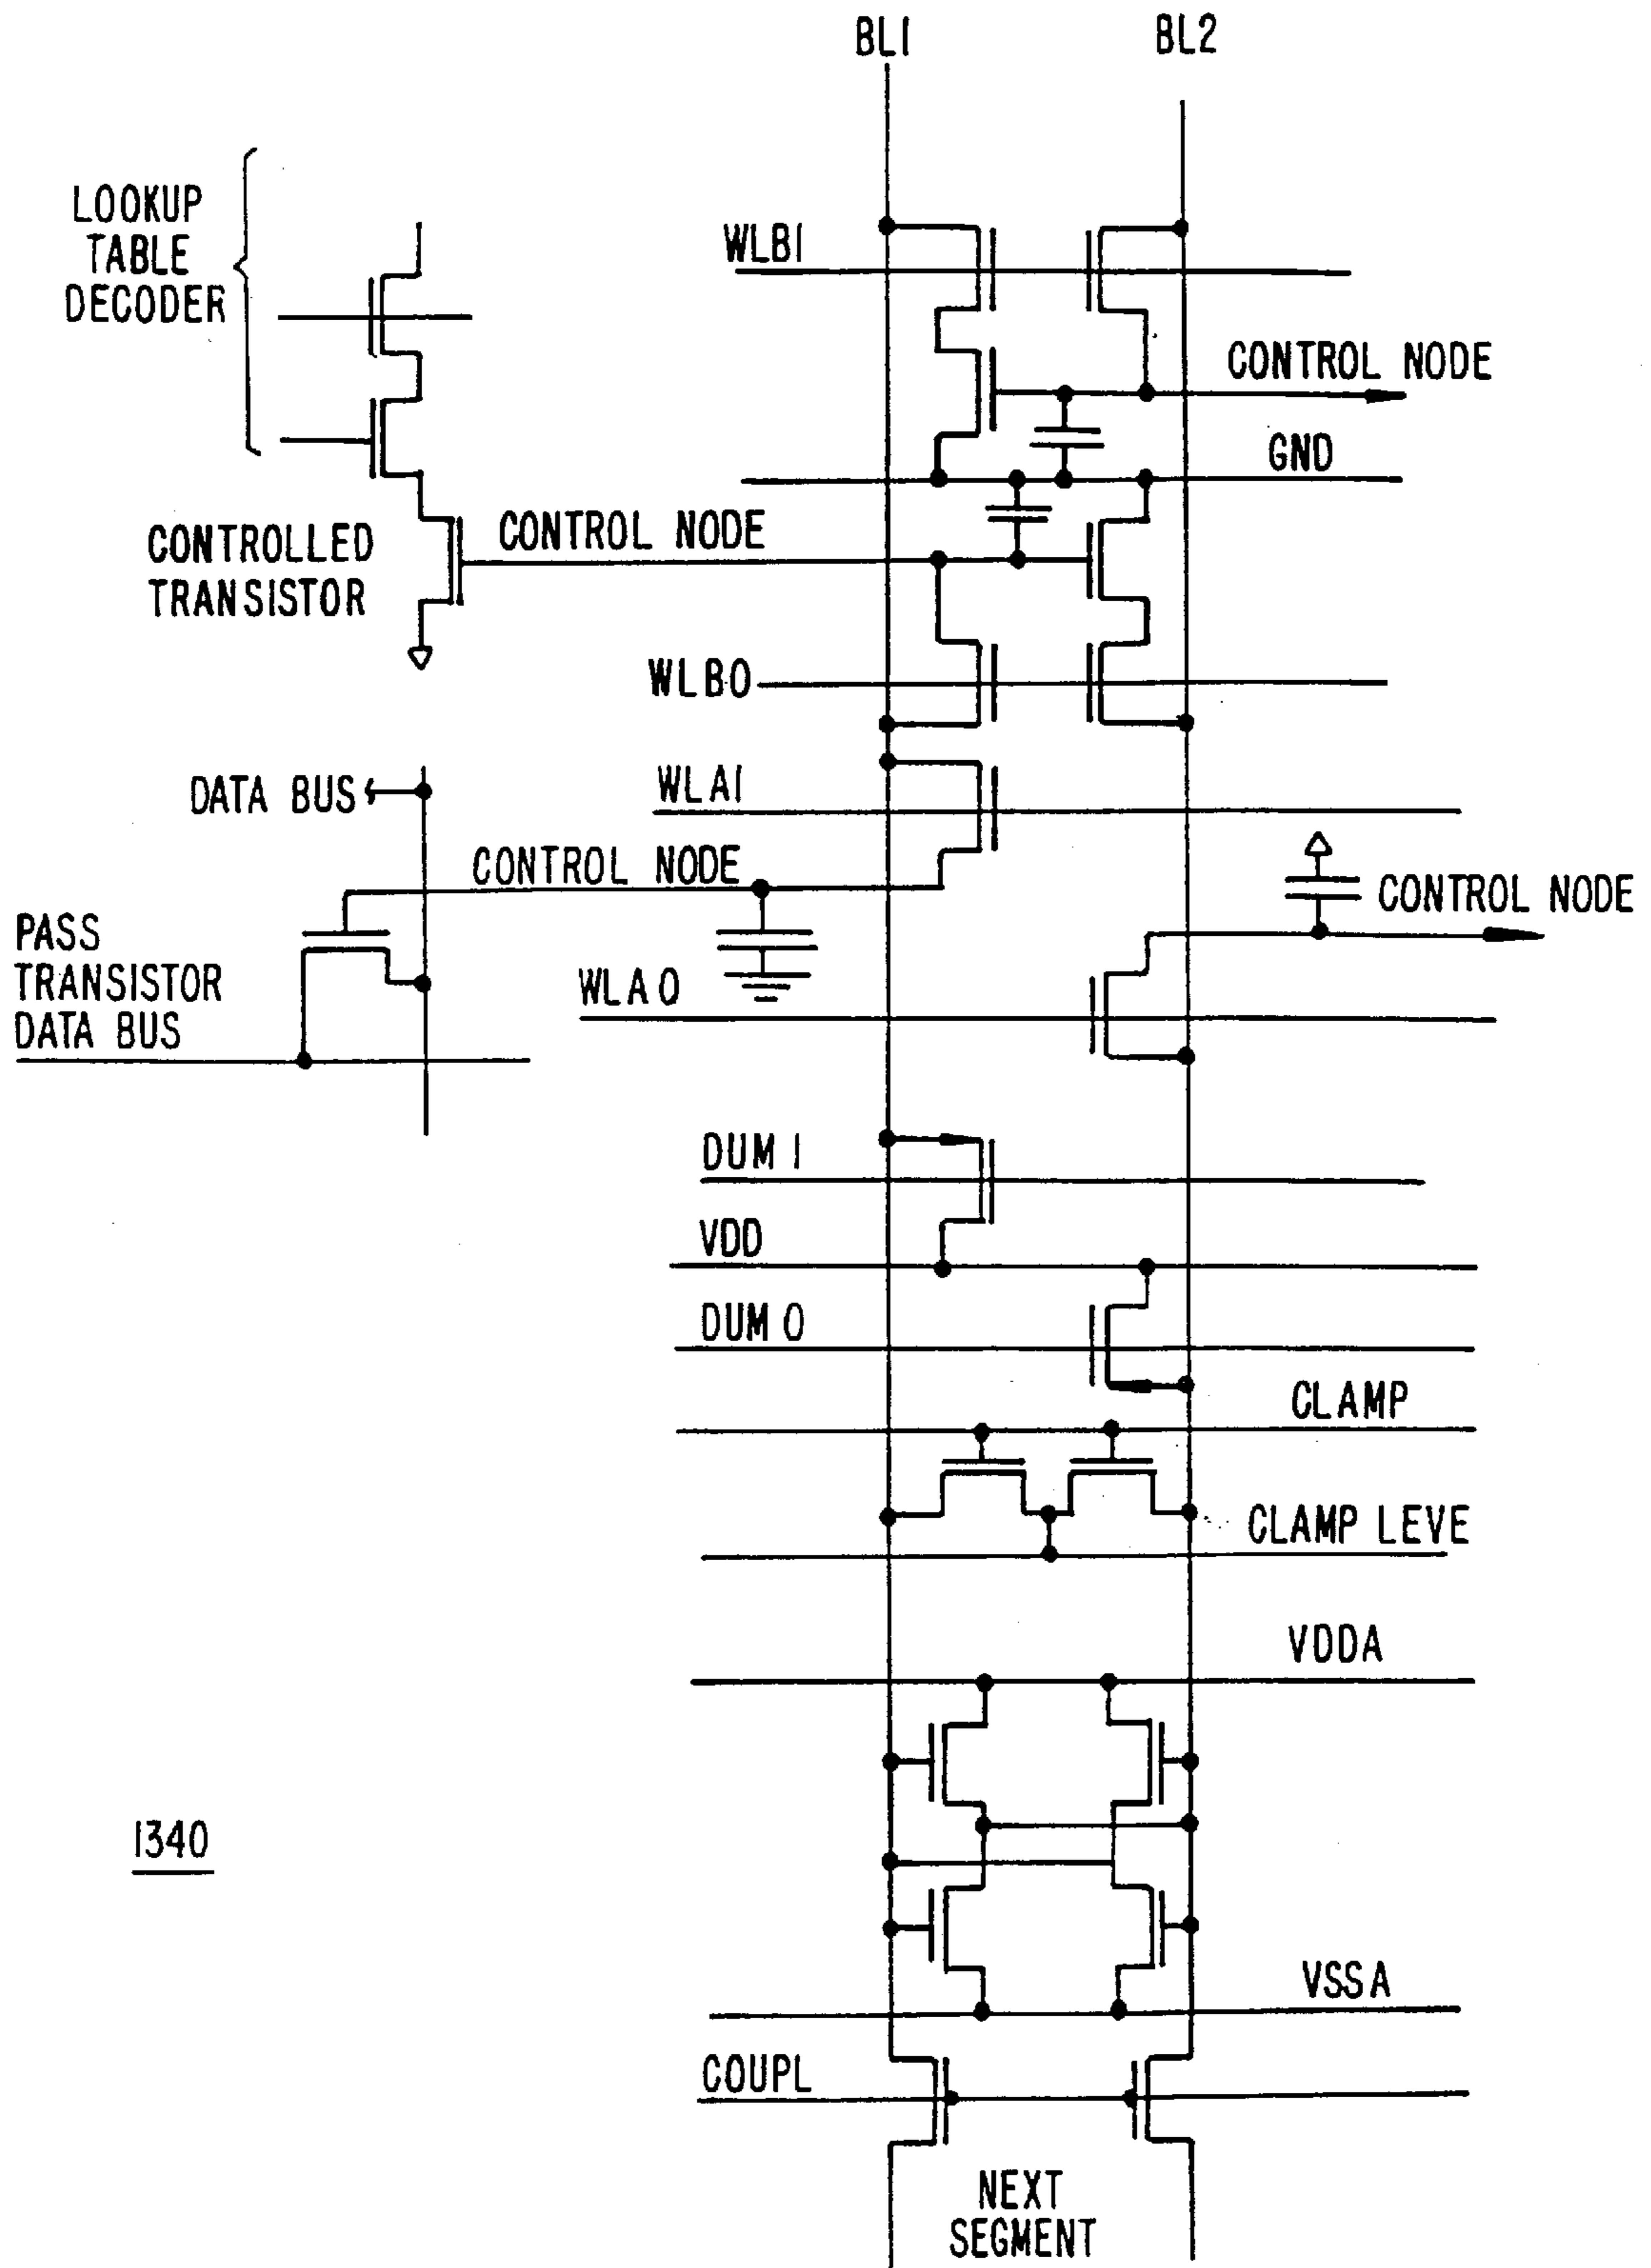 BL1
BL2
LOOKUP
TABLE
DECODER
WLB1
CONTROL NODE
GND
CONTROLLED
TRANSISTOR
CONTROL NODE
WLB0
DATA BUS
WLA1
CONTROL NODE
CONTROL NODE
PASS
TRANSISTOR
DATA BUS
WLA0
DUM 1
VDD
DUM 0
CLAMP
CLAMP LEVE
VDDA
1340
VSSA
COUPL
NEXT
SEGMENT